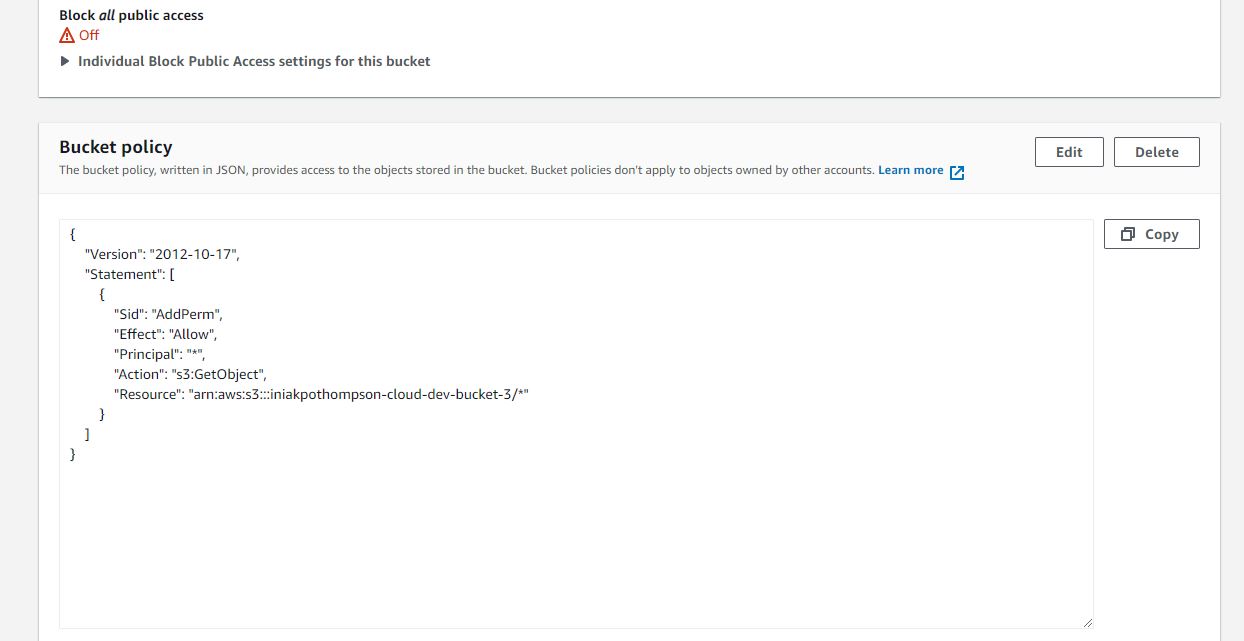 Block all public access
Off
Individual Block Public Access settings for this bucket
Bucket policy
Edit
Delete
The bucket policy, written in JSON, provides access to the objects stored in the bucket. Bucket policies don't apply to objects owned by other accounts. Learn more
Copy
{
"Version": "2012-10-17",
"Statement": [
{
"Sid": "AddPerm",
"Effect": "Allow",
"Principal": "*",
"Action": "s3:GetObject",
"Resource": "arn:aws:s3:::iniakpothompson-cloud-dev-bucket-3/*"
}
]
}